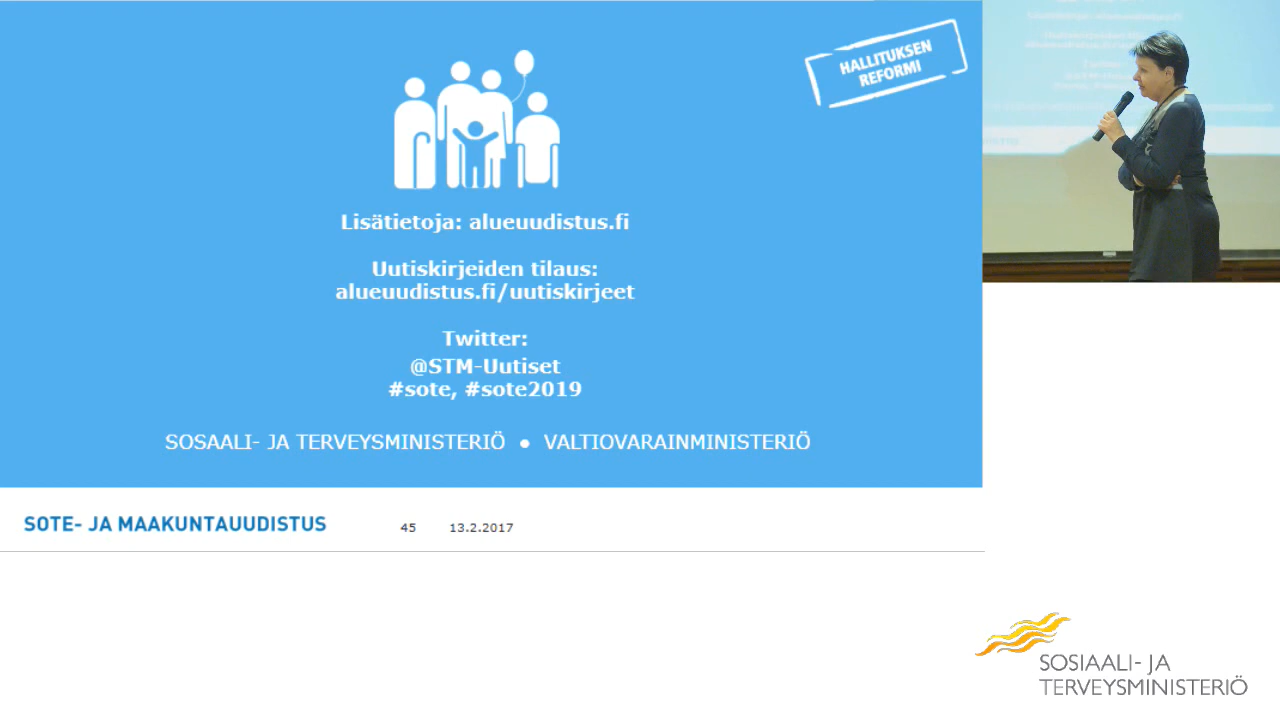 HALLITUKSEN
REFORMI
Lisätietoja: alueuudistus.fi
Uutiskirjeiden tilaus:
alueuudistus.fi/uutiskirjeet
Twitter:
@STM-Uutiset
#sote, #sote2019
SOSAALI- JA TERVEYSMINISTERIÖ ● VALTIOVARAINMINISTERIÖ
SOTE- JA MAAKUNTAUUDISTUS 45 13.2.2017
SOSIAALI- JA
TERVEYSMINISTERIÖ